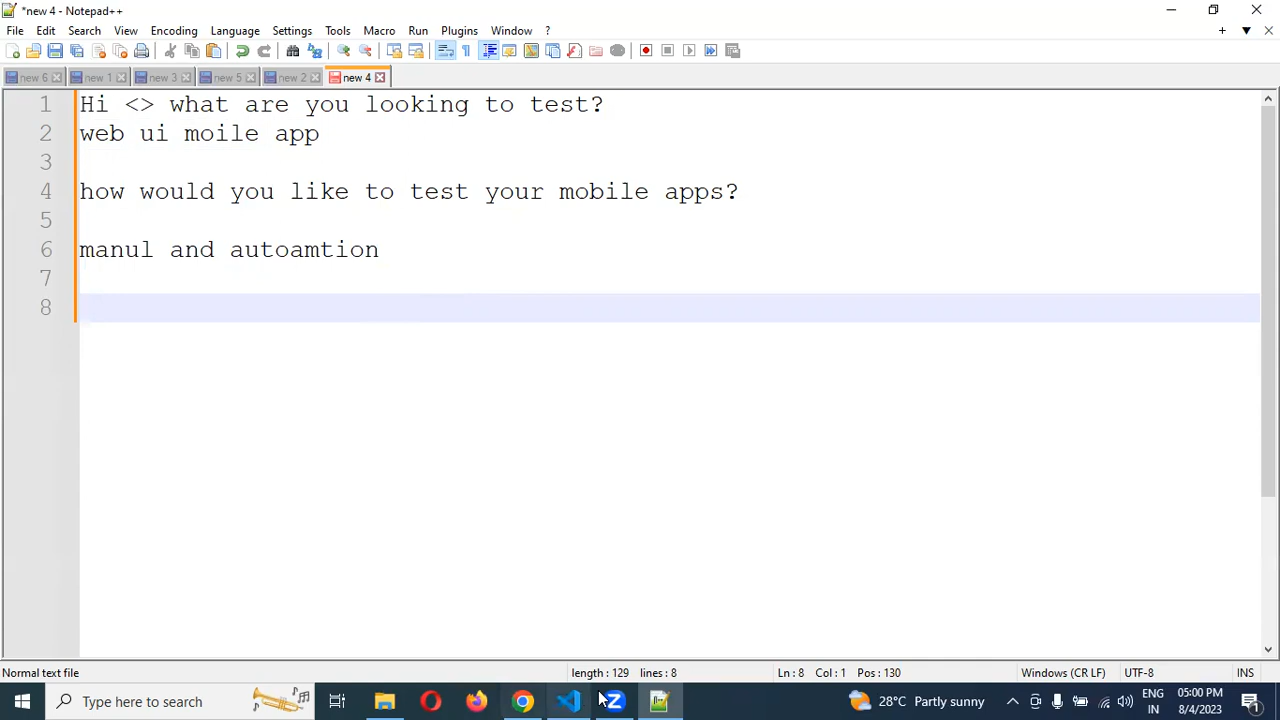 *new 4 - Notepad++
File Edit Search View Encoding Language Settings Tools Macro Run Plugins Window ?
new 6 new 1 new 3 new 5 new 2 new 4
1 Hi <> what are you looking to test?
2 web ui moile app
3
4 how would you like to test your mobile apps?
5
6 manul and autoamtion
7
8
Normal text file length : 129 lines : 8 Ln : 8 Col : 1 Pos : 130 Windows (CR LF) UTF-8 INS
Type here to search 28°C Partly sunny ENG 05:00 PM
IN 8/4/2023 1